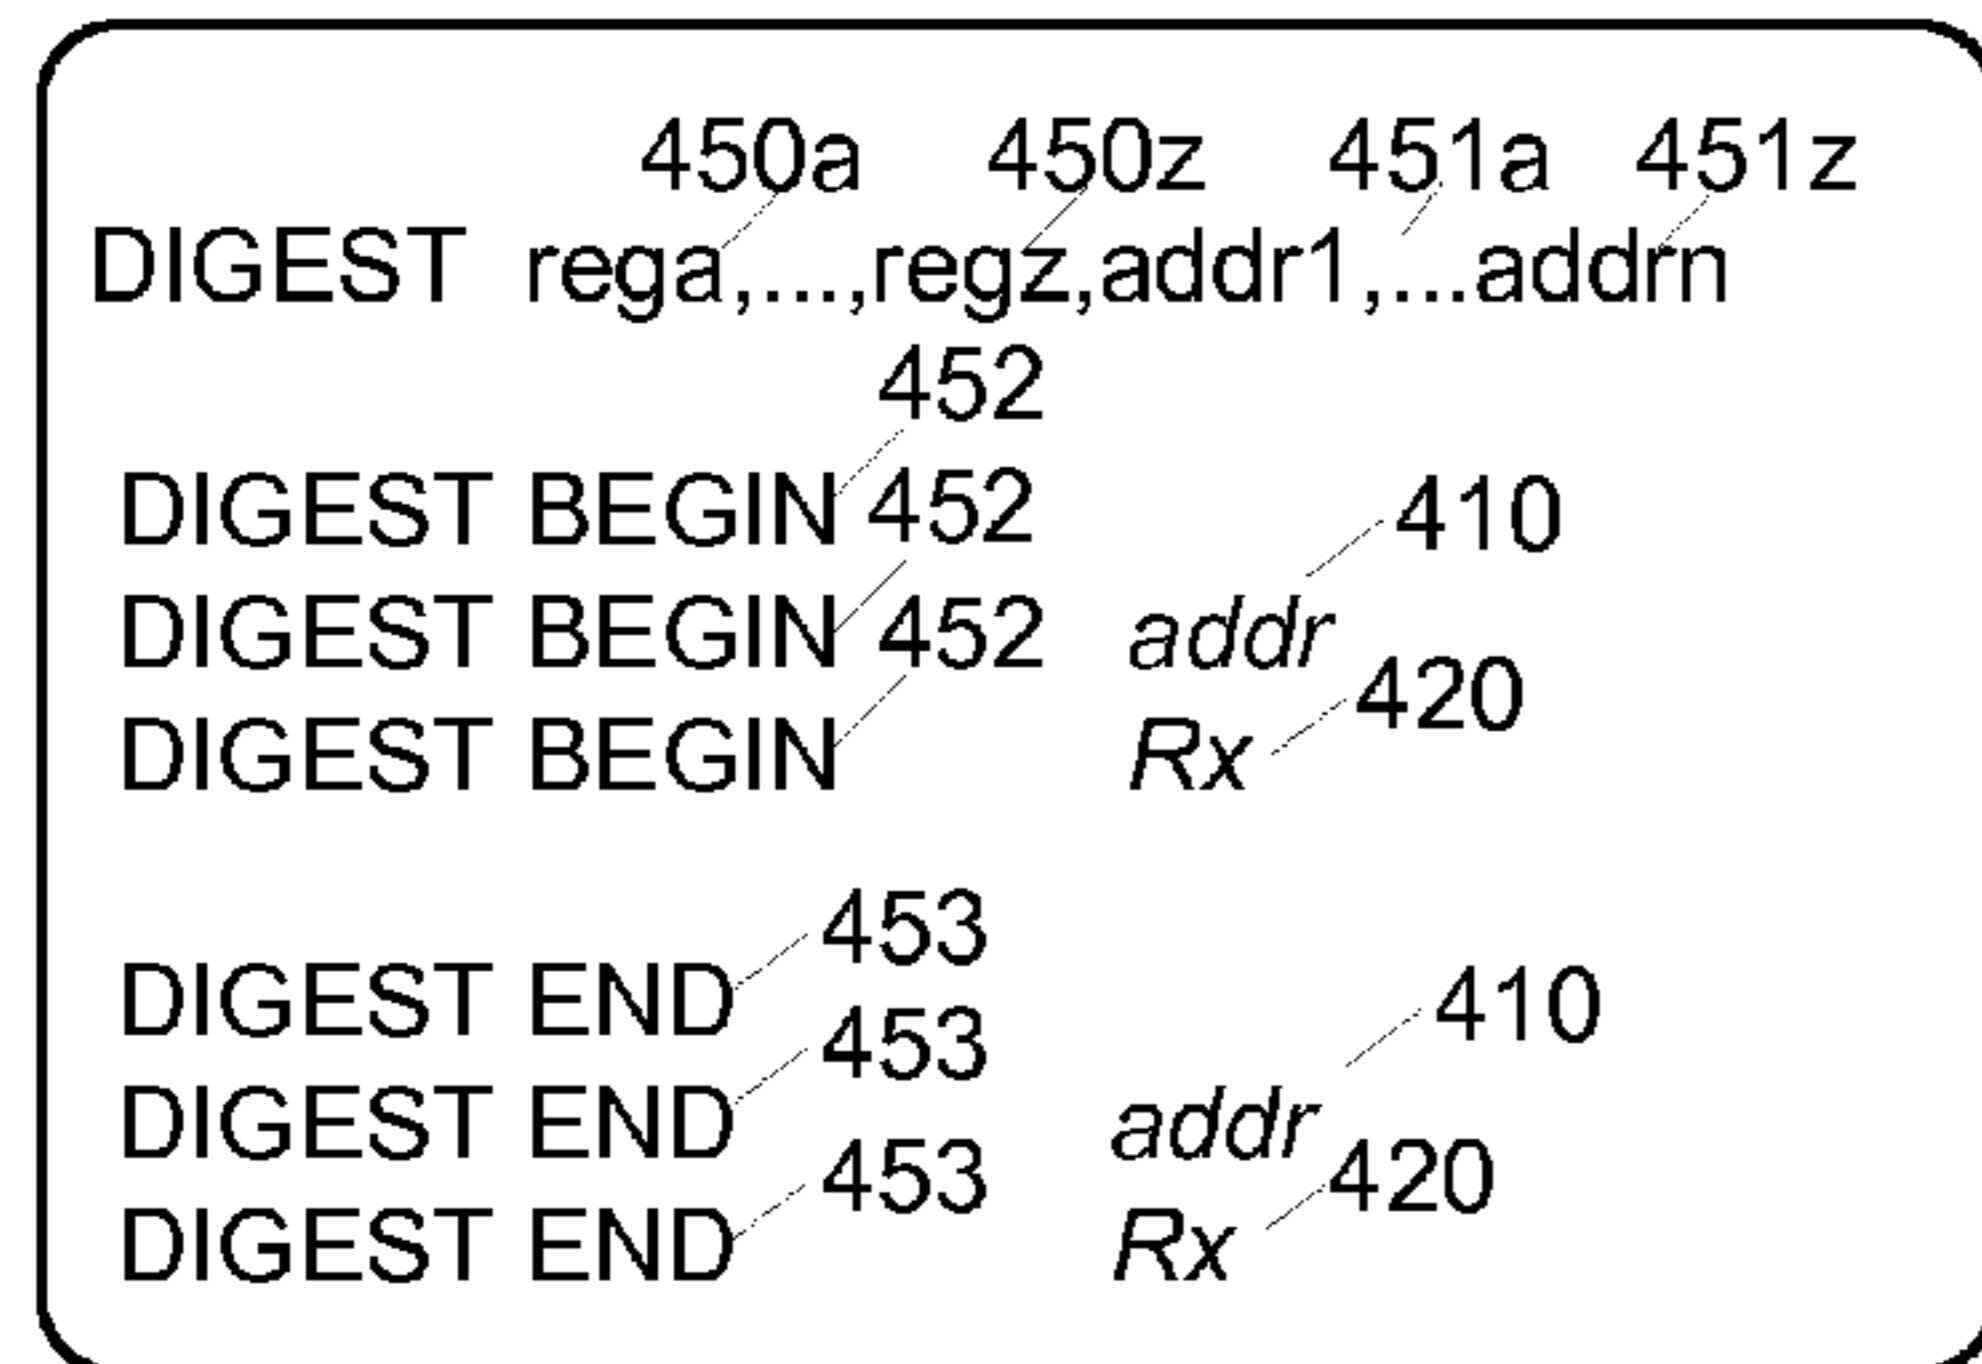 450a 450z 451a 451z
DIGEST rega,...,regz,addr1,...addrn
452
DIGEST BEGIN 452 410
DIGEST BEGIN 452 addr
DIGEST BEGIN Rx 420
453
DIGEST END 453 410
DIGEST END addr
453 420
DIGEST END Rx